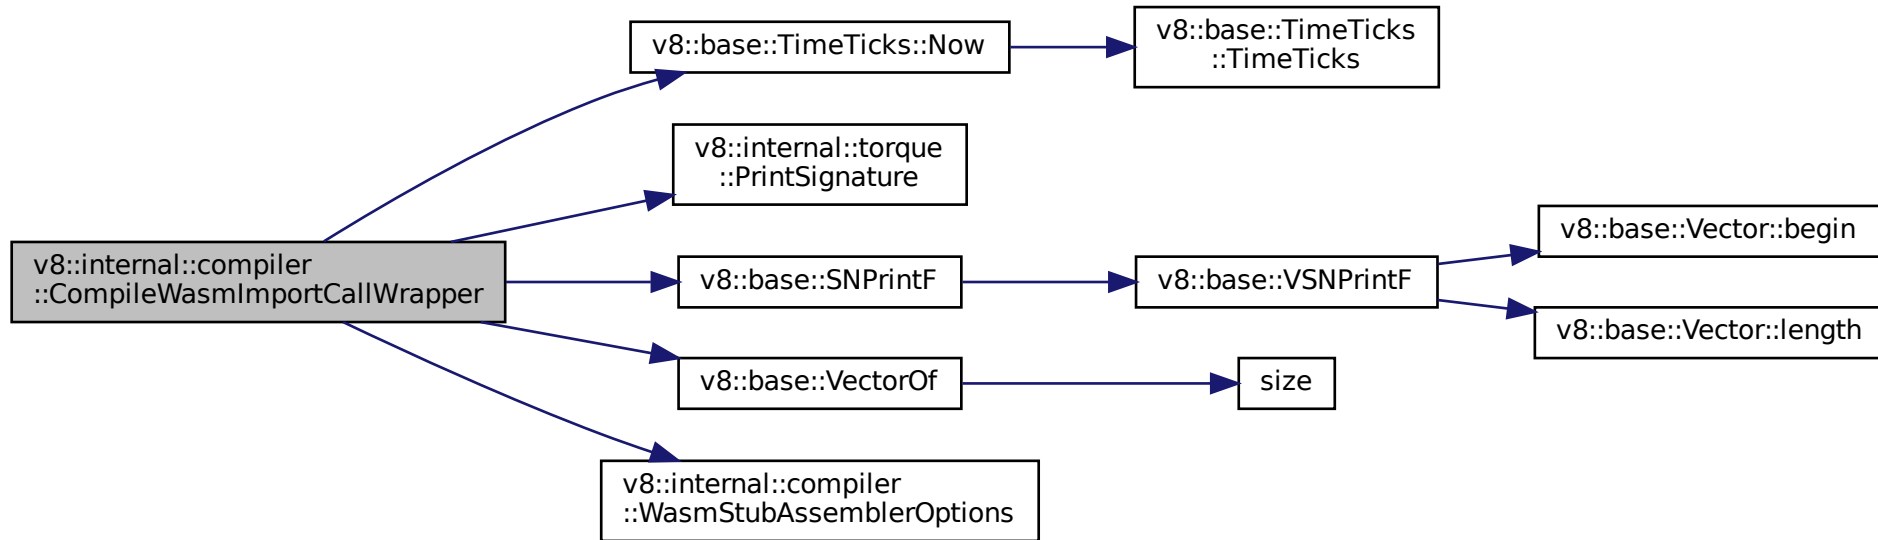 v8::base::TimeTicks::Now
v8::base::TimeTicks
::TimeTicks
v8::internal::torque
::PrintSignature
v8::internal::compiler
::CompileWasmImportCallWrapper
v8::base::SNPrintF
v8::base::VSNPrintF
v8::base::Vector::begin
v8::base::Vector::length
v8::base::VectorOf
size
v8::internal::compiler
::WasmStubAssemblerOptions